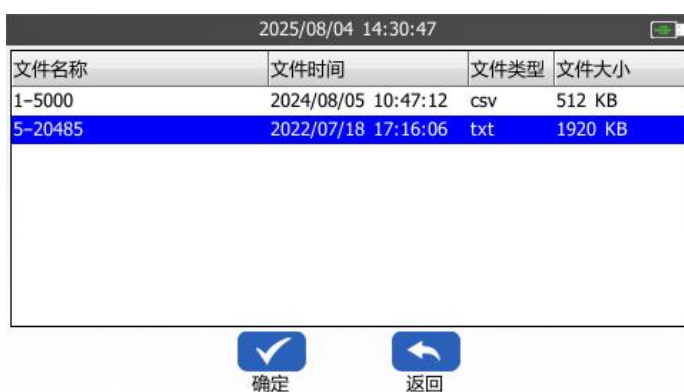 2025/08/04 14:30:47
文件名称 文件时间 文件类型 文件大小
1-5000 2024/08/05 10:47:12 csv 512 KB
5-20485 2022/07/18 17:16:06 txt 1920 KB
确定 返回